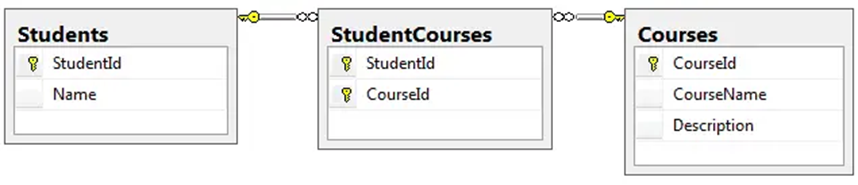 Students
StudentId
Name
StudentCourses
StudentId
CourseId
Courses
CourseId
CourseName
Description